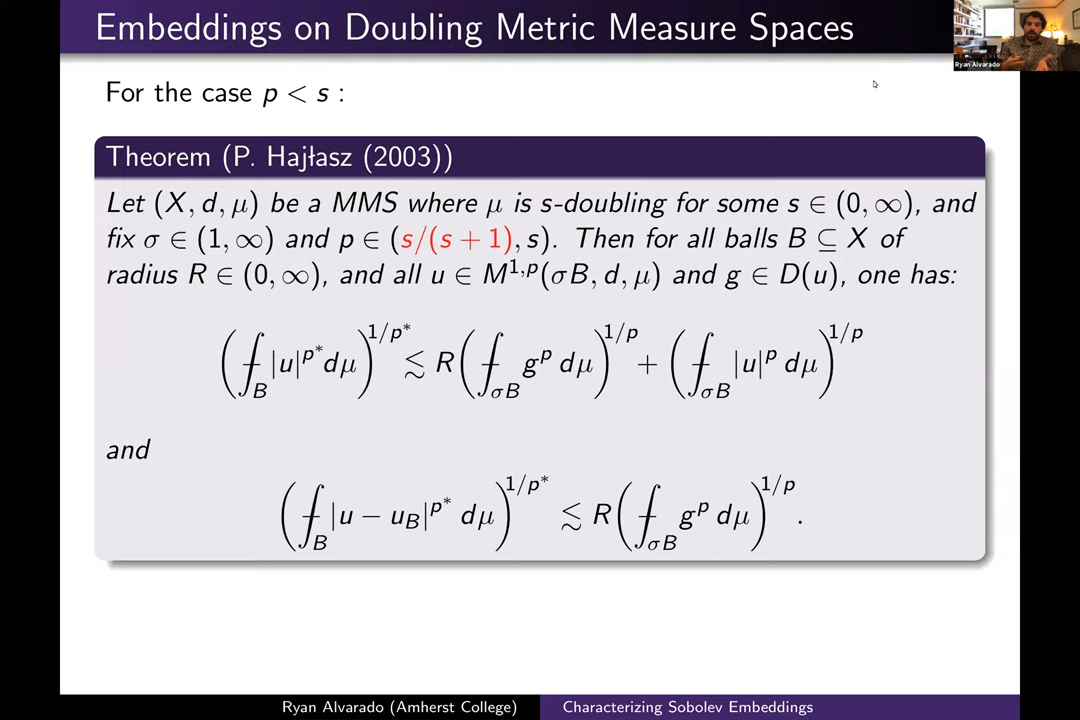 Embeddings on Doubling Metric Measure Spaces
Ryan Alvarado
For the case p < s :
Theorem (P. Hajłasz (2003))
Let (X, d, μ) be a MMS where μ is s-doubling for some s ∈ (0, ∞), and
fix σ ∈ (1, ∞) and p ∈ (s/(s + 1), s). Then for all balls B ⊆ X of
radius R ∈ (0, ∞), and all u ∈ M^{1,p}(σB, d, μ) and g ∈ D(u), one has:
(⨍_B |u|^{p*} dμ)^{1/p*} ≲ R(⨍_{σB} g^p dμ)^{1/p} + (⨍_{σB} |u|^p dμ)^{1/p}
and
(⨍_B |u − u_B|^{p*} dμ)^{1/p*} ≲ R(⨍_{σB} g^p dμ)^{1/p}.
Ryan Alvarado (Amherst College)
Characterizing Sobolev Embeddings